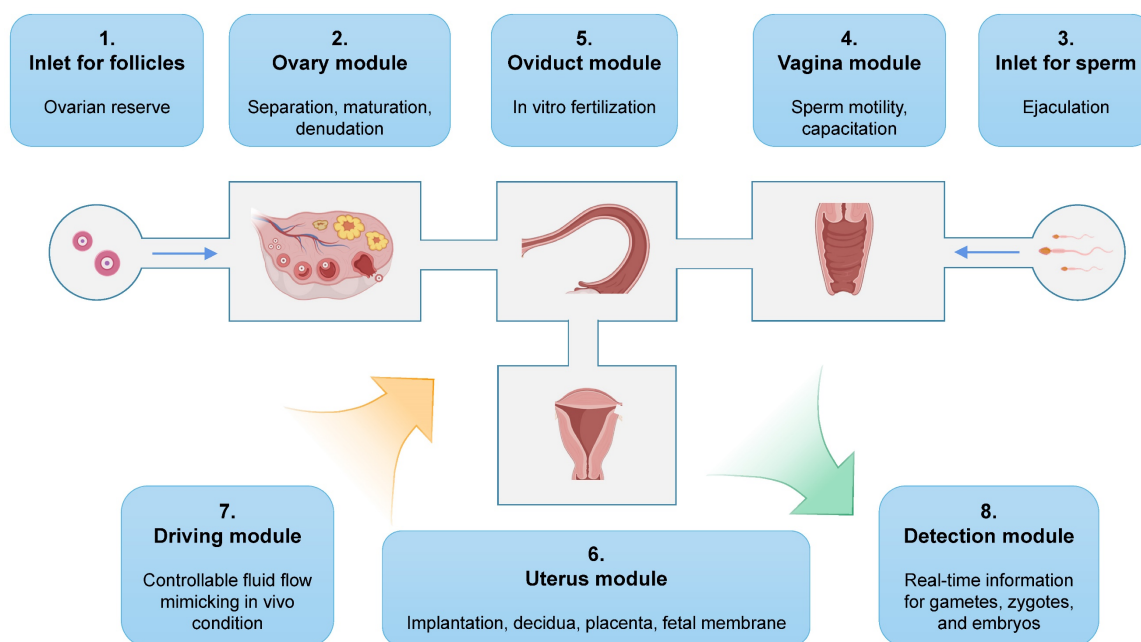 1.
Inlet for follicles
Ovarian reserve
2.
Ovary module
Separation, maturation,
denudation
5.
Oviduct module
In vitro fertilization
4.
Vagina module
Sperm motility,
capacitation
3.
Inlet for sperm
Ejaculation
7.
Driving module
Controllable fluid flow
mimicking in vivo
condition
6.
Uterus module
Implantation, decidua, placenta, fetal membrane
8.
Detection module
Real-time information
for gametes, zygotes,
and embryos